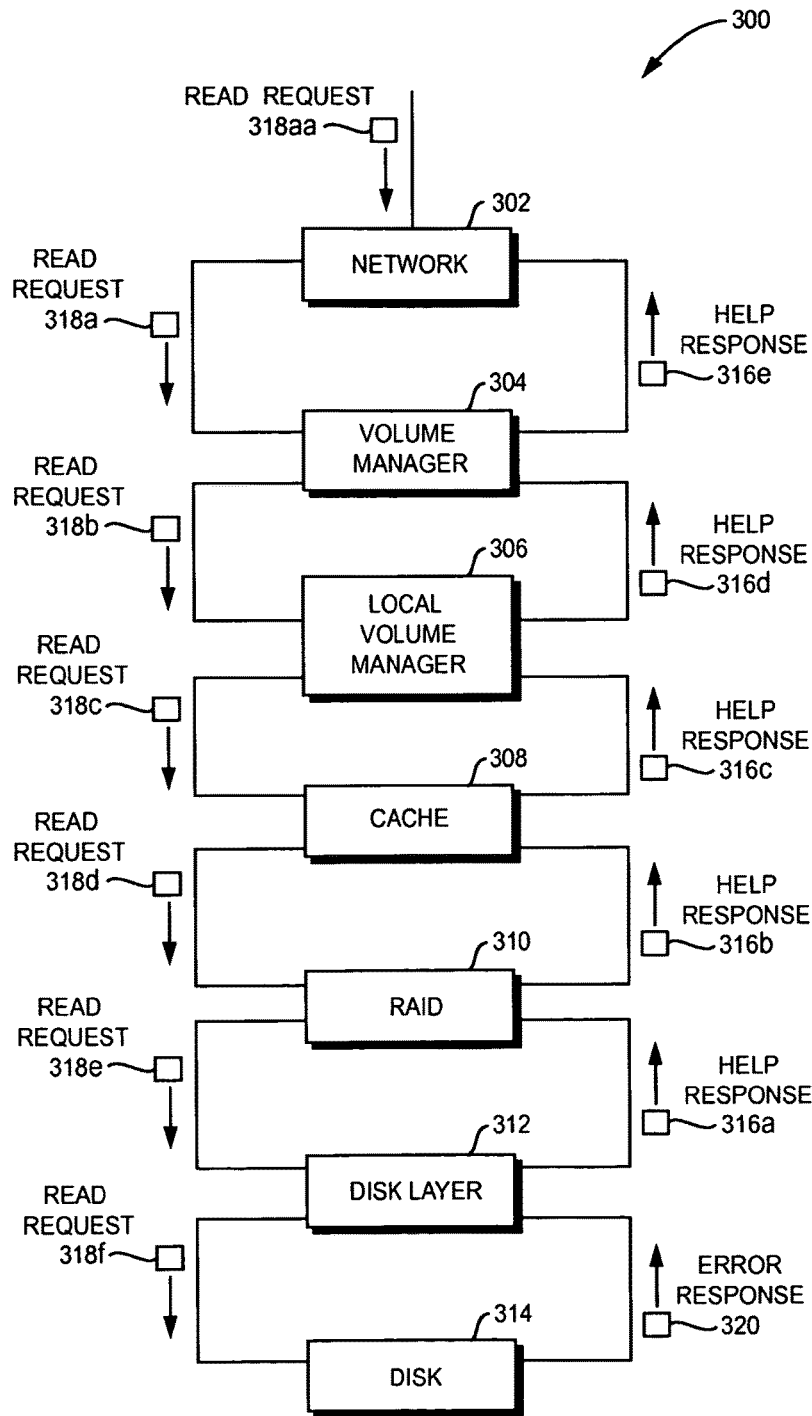 300
READ REQUEST
318aa
302
NETWORK
READ
REQUEST
318a
HELP
RESPONSE
316e
304
VOLUME
MANAGER
READ
REQUEST
318b
HELP
RESPONSE
316d
306
LOCAL
VOLUME
MANAGER
READ
REQUEST
318c
HELP
RESPONSE
316c
308
CACHE
READ
REQUEST
318d
HELP
RESPONSE
316b
310
RAID
READ
REQUEST
318e
HELP
RESPONSE
316a
312
DISK LAYER
READ
REQUEST
318f
ERROR
RESPONSE
320
314
DISK